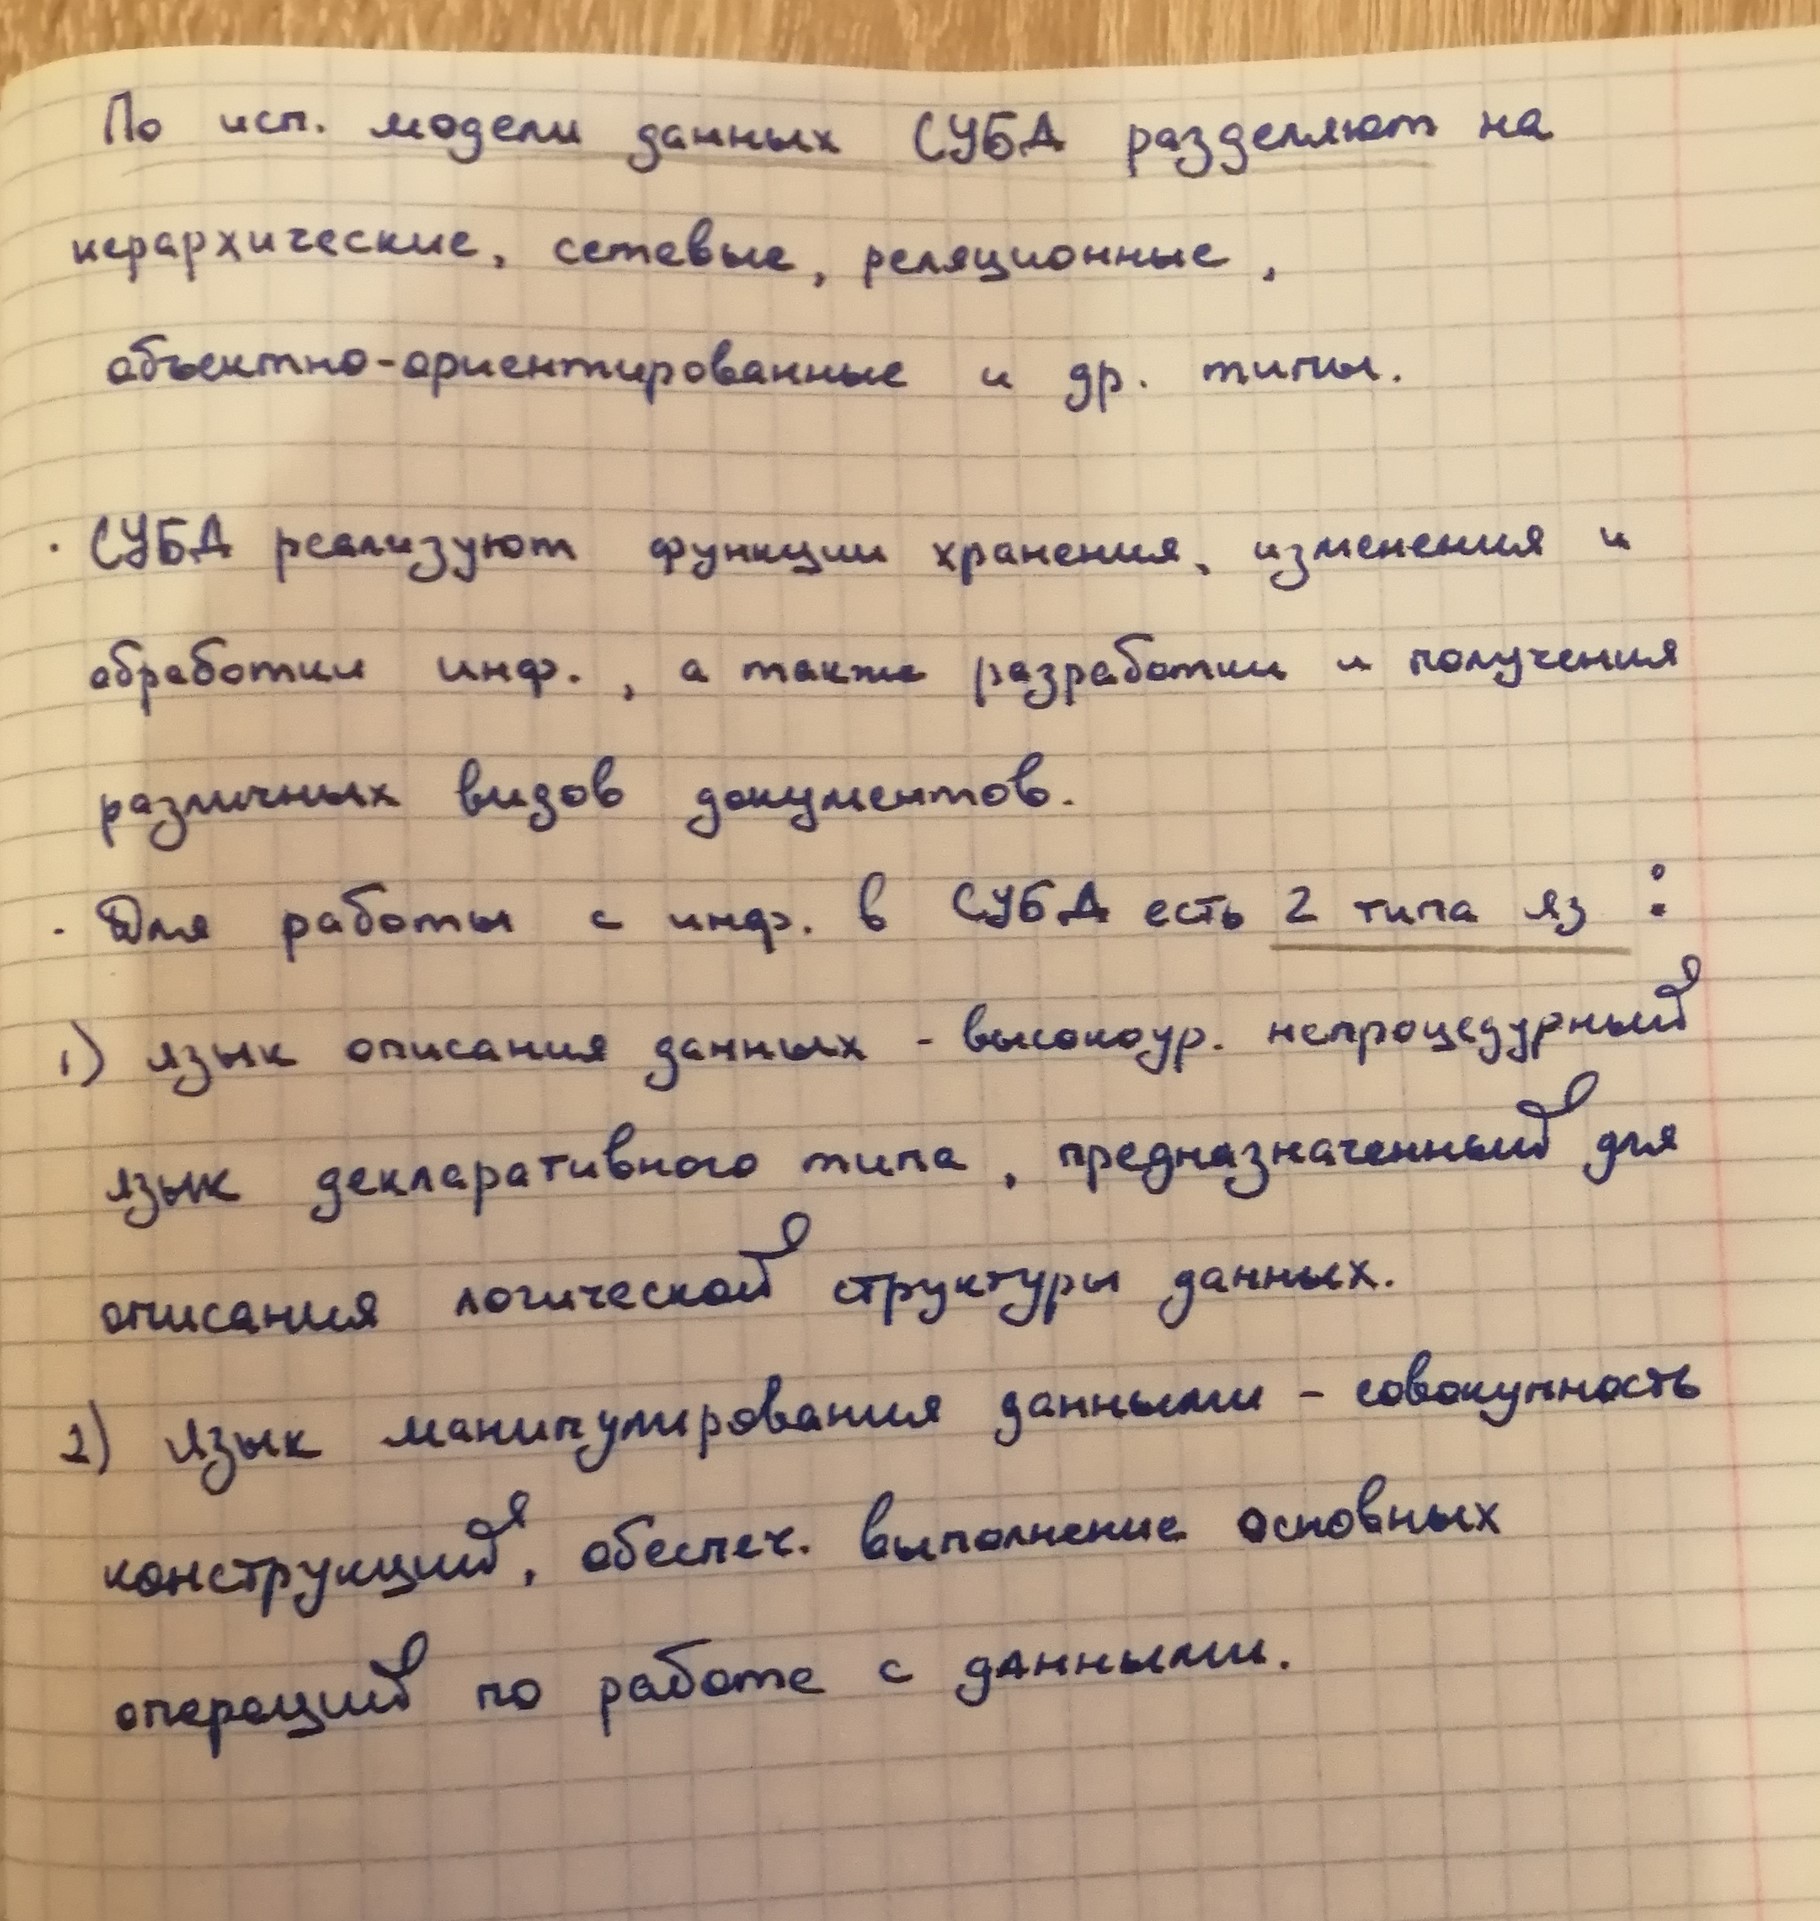 По исп. модели данных СУБД разделяют на
иерархические, сетевые, реляционные,
объектно-ориентированные и др. типы.
· СУБД реализуют функции хранения, изменения и
обработки инф., а также разработки и получения
различных видов документов.
· Для работы с инф. в СУБД есть 2 типа яз :
1) язык описания данных - высокоур. непроцедурный
язык декларативного типа, предназначенный для
описания логической структуры данных.
2) язык манипулирования данными - совокупность
конструкций, обеспеч. выполнение основных
операций по работе с данными.